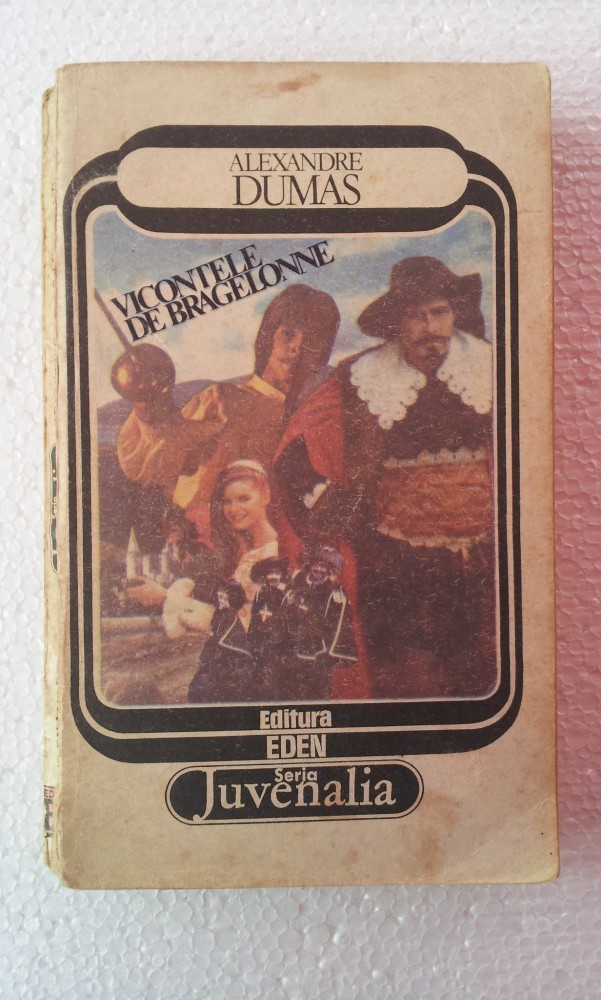 ALEXANDRE
DUMAS
VICONTELE
DE BRAGELONNE
Editura
EDEN
Seria
Juvenalia